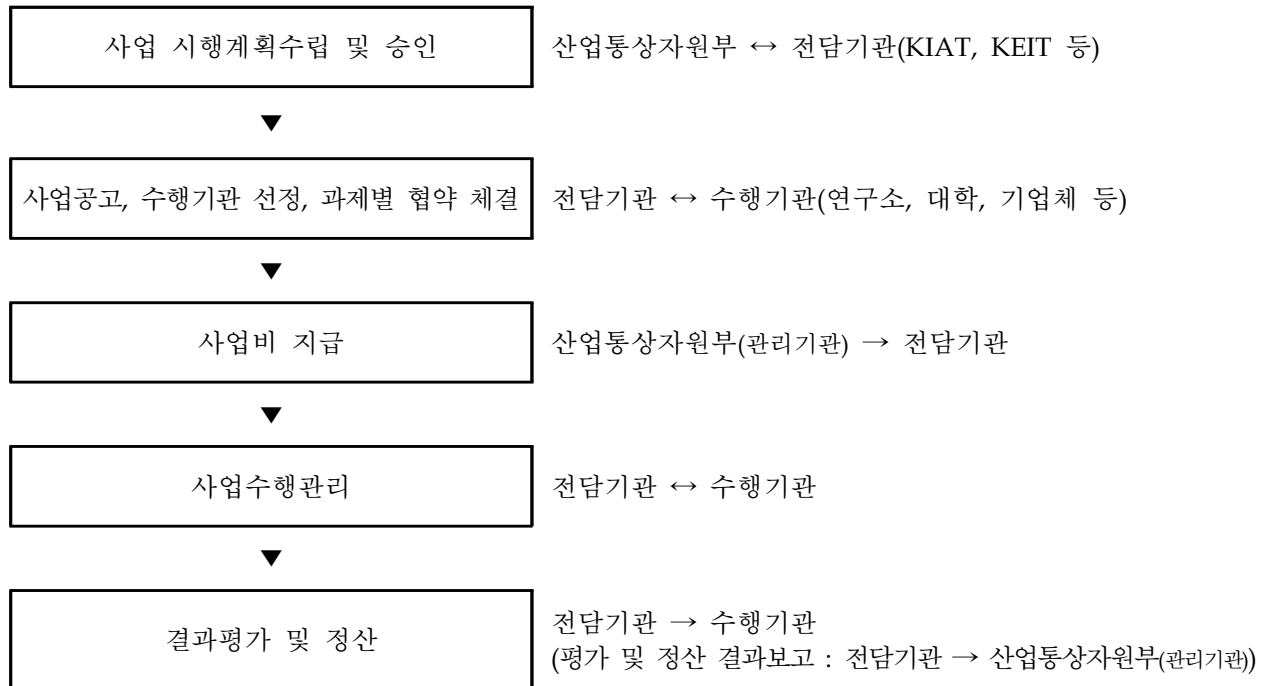 사업 시행계획수립 및 승인
산업통상자원부 ↔ 전담기관(KIAT, KEIT 등)
▼
사업공고, 수행기관 선정, 과제별 협약 체결
전담기관 ↔ 수행기관(연구소, 대학, 기업체 등)
▼
사업비 지급
산업통상자원부(관리기관) → 전담기관
▼
사업수행관리
전담기관 ↔ 수행기관
▼
결과평가 및 정산
전담기관 → 수행기관
(평가 및 정산 결과보고 : 전담기관 → 산업통상자원부(관리기관))